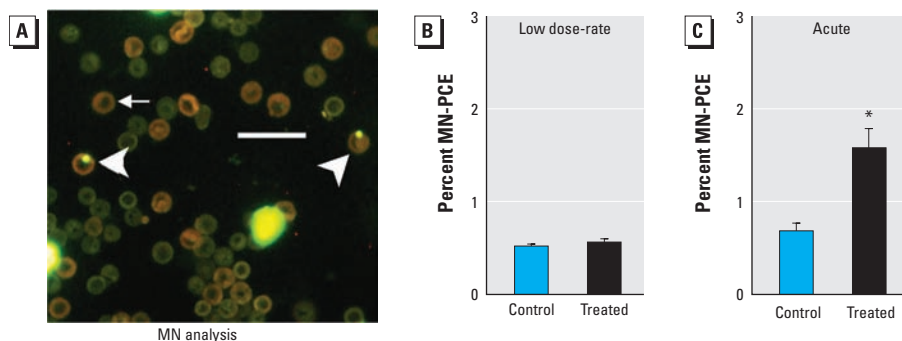 A
MN analysis
B
Low dose-rate
Percent MN-PCE
3
2
1
0
Control
Treated
C
Acute
Percent MN-PCE
3
2
1
0
*
Control
Treated